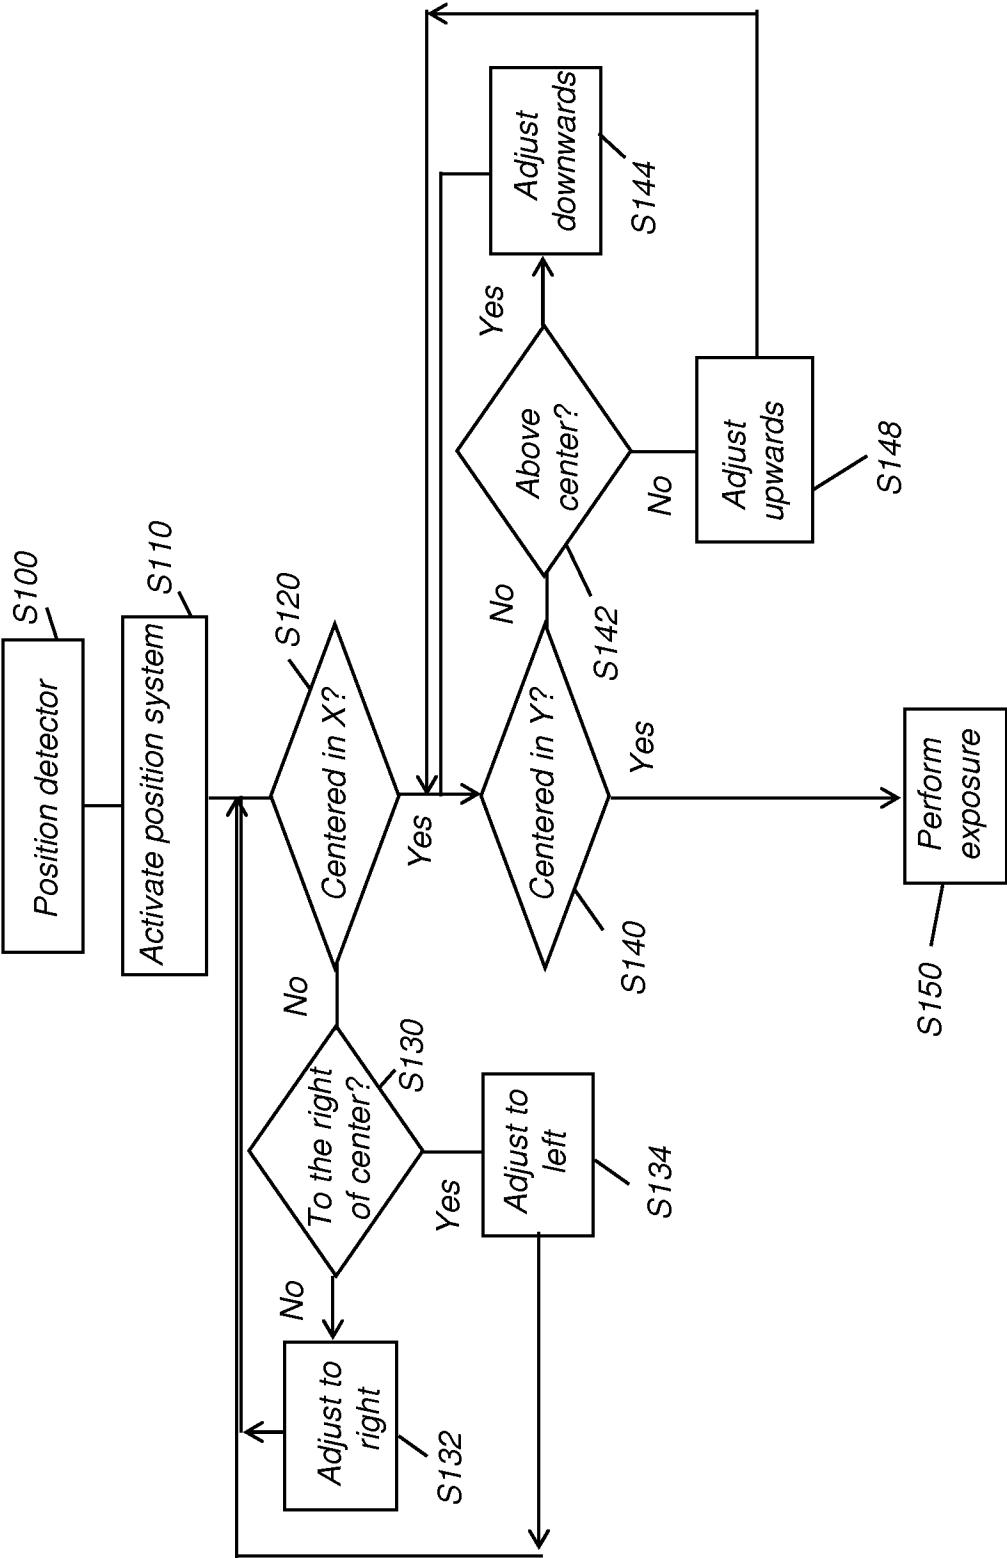 S100
Position detector
S110
Activate position system
S120
Centered in X?
No
Yes
To the right
of center?
S130
No
Yes
Adjust to
right
S132
Adjust to
left
S134
Centered in Y?
S140
No
Yes
Above
center?
S142
Yes
No
Adjust
downwards
S144
Adjust
upwards
S148
Perform
exposure
S150